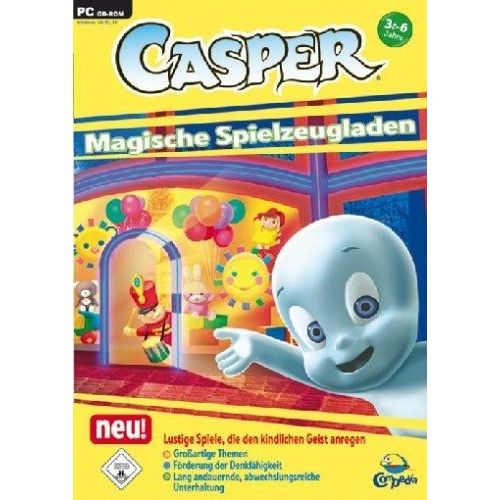 PC CD-ROM
CASPER
3-6
Jahre
Magische Spielzeugladen
neu!
Lustige Spiele, die den kindlichen Geist anregen
Großartige Themen
Förderung der Denkfähigkeit
Lang andauernde, abwechslungsreiche
Unterhaltung
Compedia